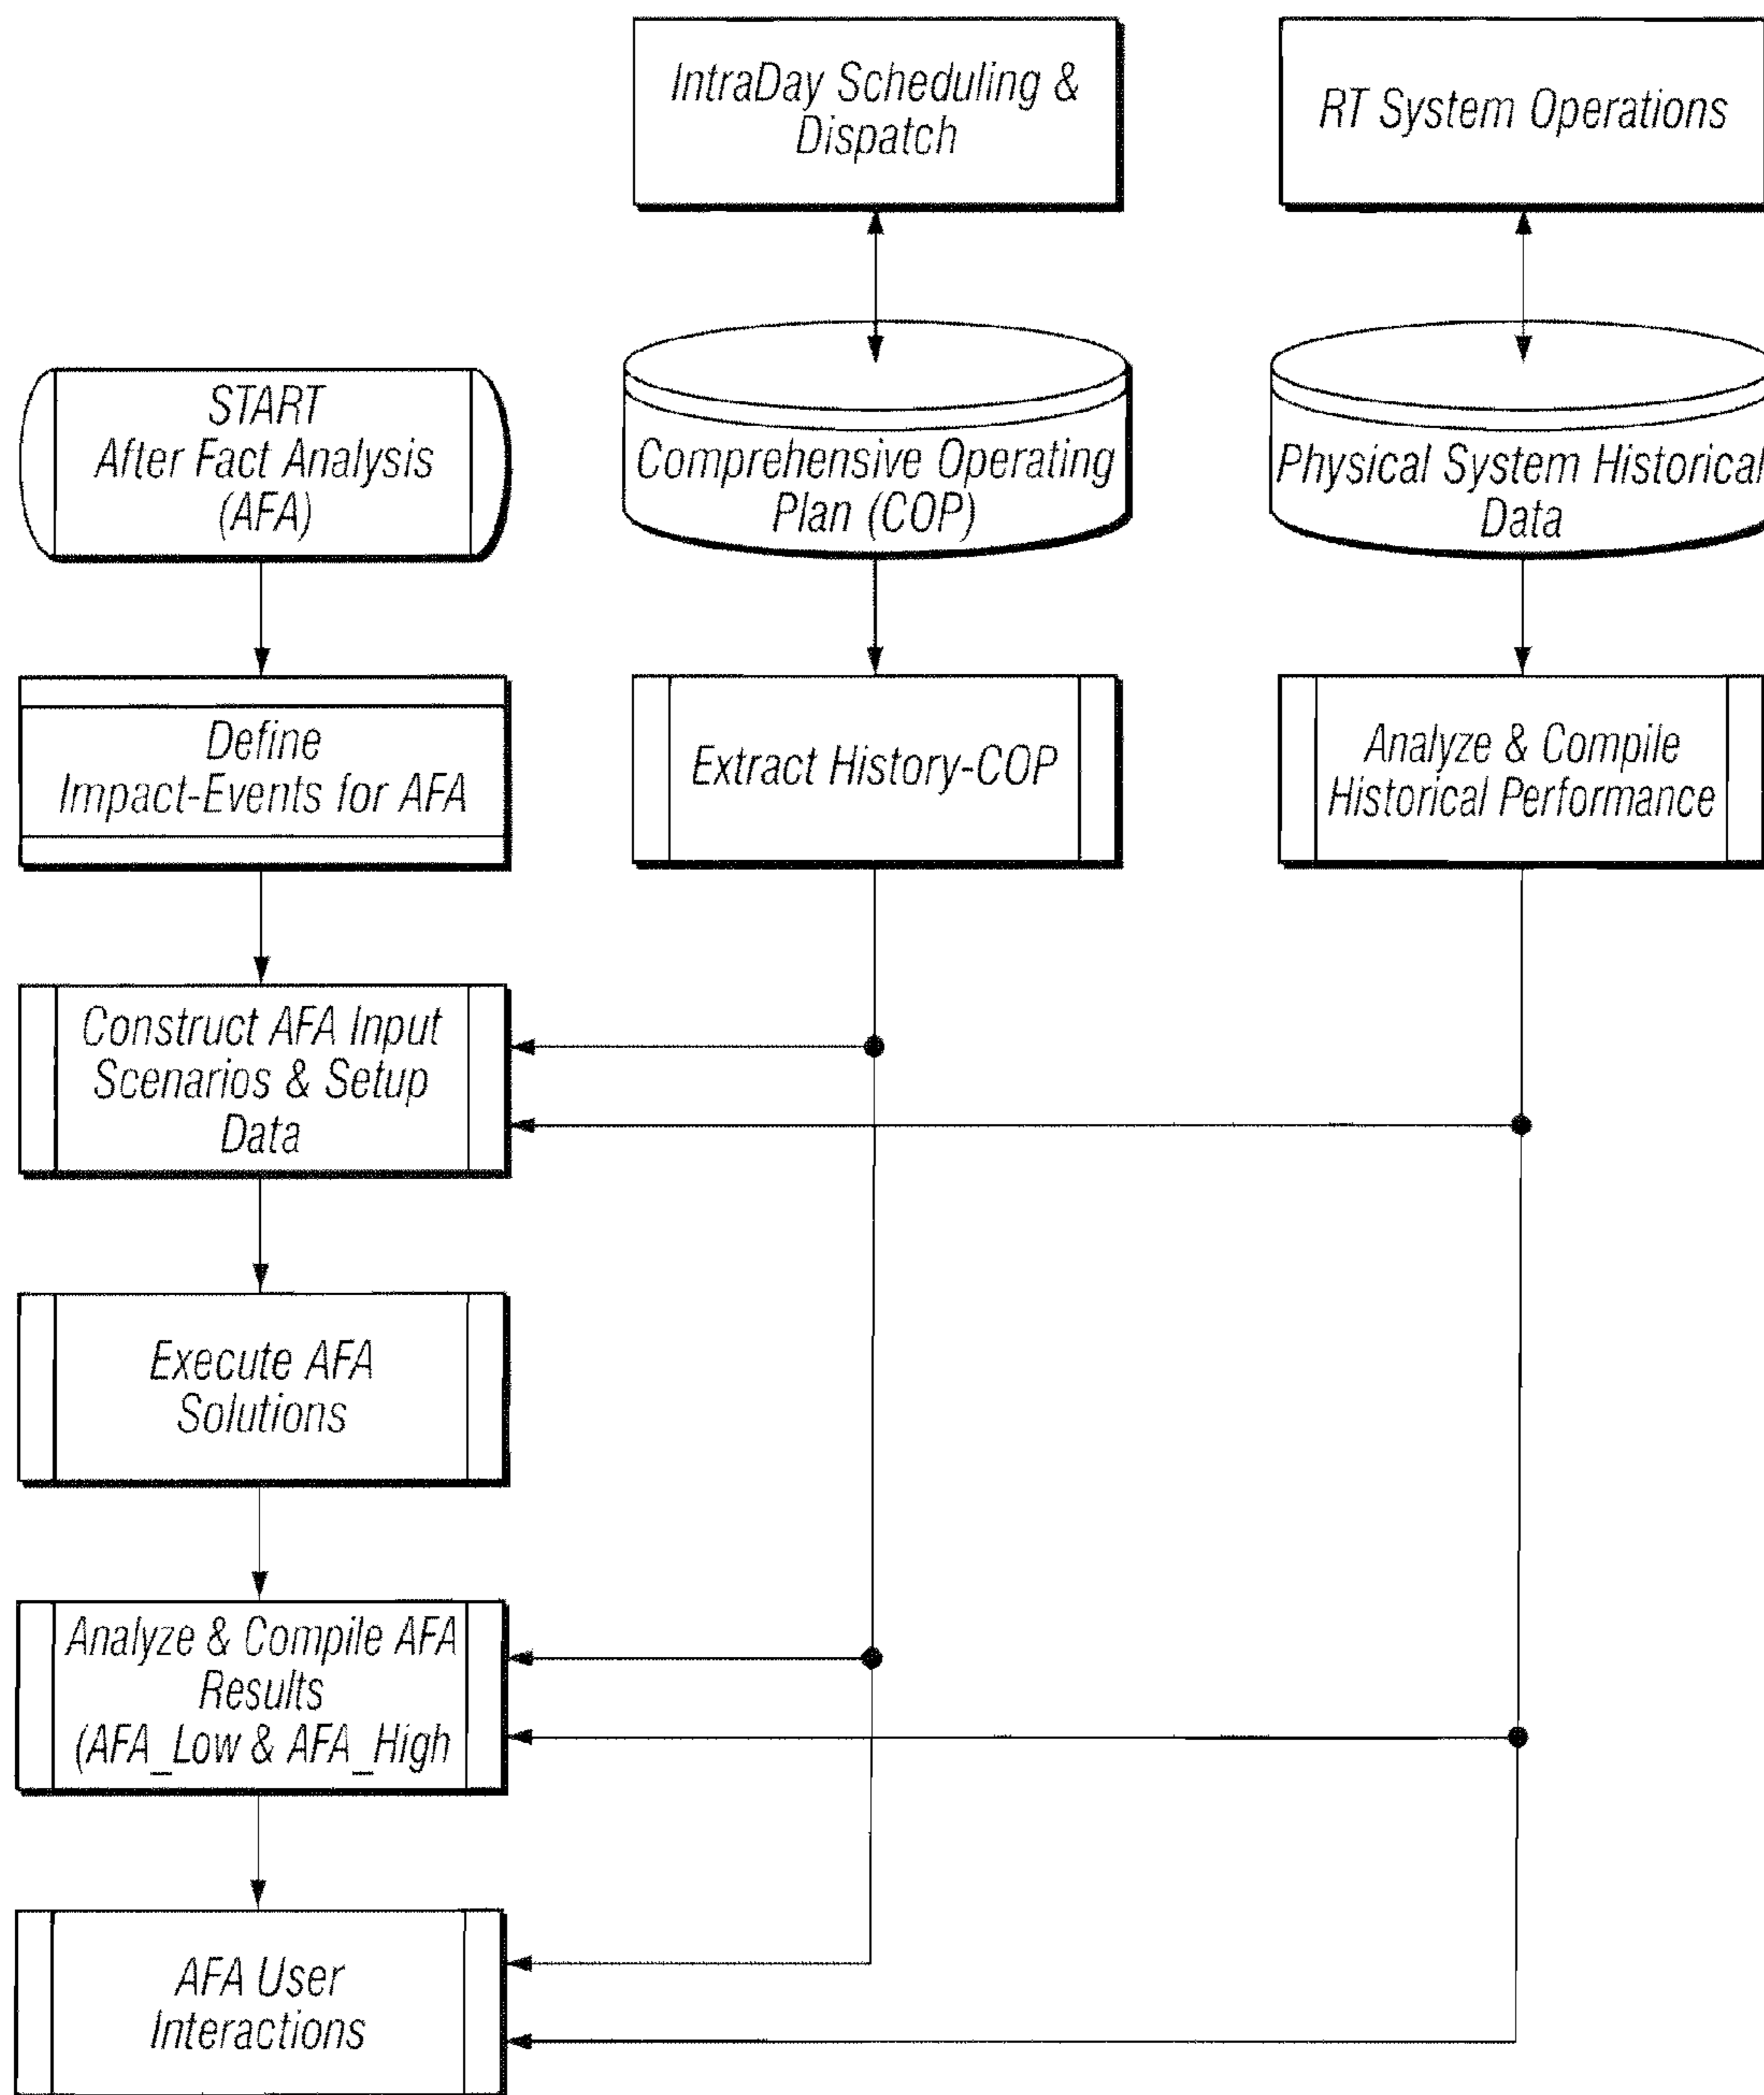 IntraDay Scheduling &
Dispatch
RT System Operations
START
After Fact Analysis
(AFA)
Comprehensive Operating
Plan (COP)
Physical System Historical
Data
Define
Impact-Events for AFA
Extract History-COP
Analyze & Compile
Historical Performance
Construct AFA Input
Scenarios & Setup
Data
Execute AFA
Solutions
Analyze & Compile AFA
Results
(AFA_Low & AFA_High
AFA User
Interactions